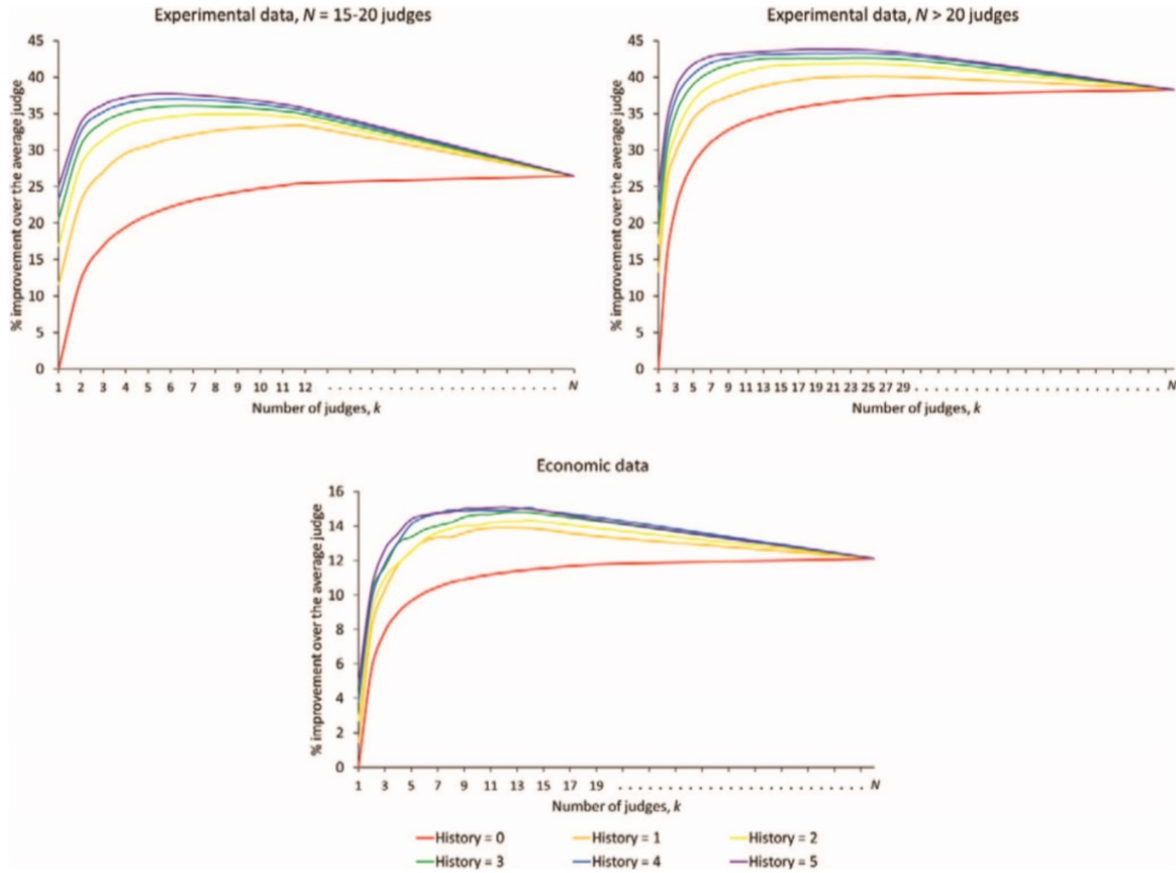 Experimental data, N = 15-20 judges
% improvement over the average judge
45
40
35
30
25
20
15
10
5
0
1 2 3 4 5 6 7 8 9 10 11 12 N
Number of judges, k
Experimental data, N > 20 judges
% improvement over the average judge
45
40
35
30
25
20
15
10
5
0
1 3 5 7 9 11 13 15 17 19 21 23 25 27 29 N
Number of judges, k
Economic data
% improvement over the average judge
16
14
12
10
8
6
4
2
0
1 3 5 7 9 11 13 15 17 19 N
Number of judges, k
History = 0 History = 1 History = 2
History = 3 History = 4 History = 5